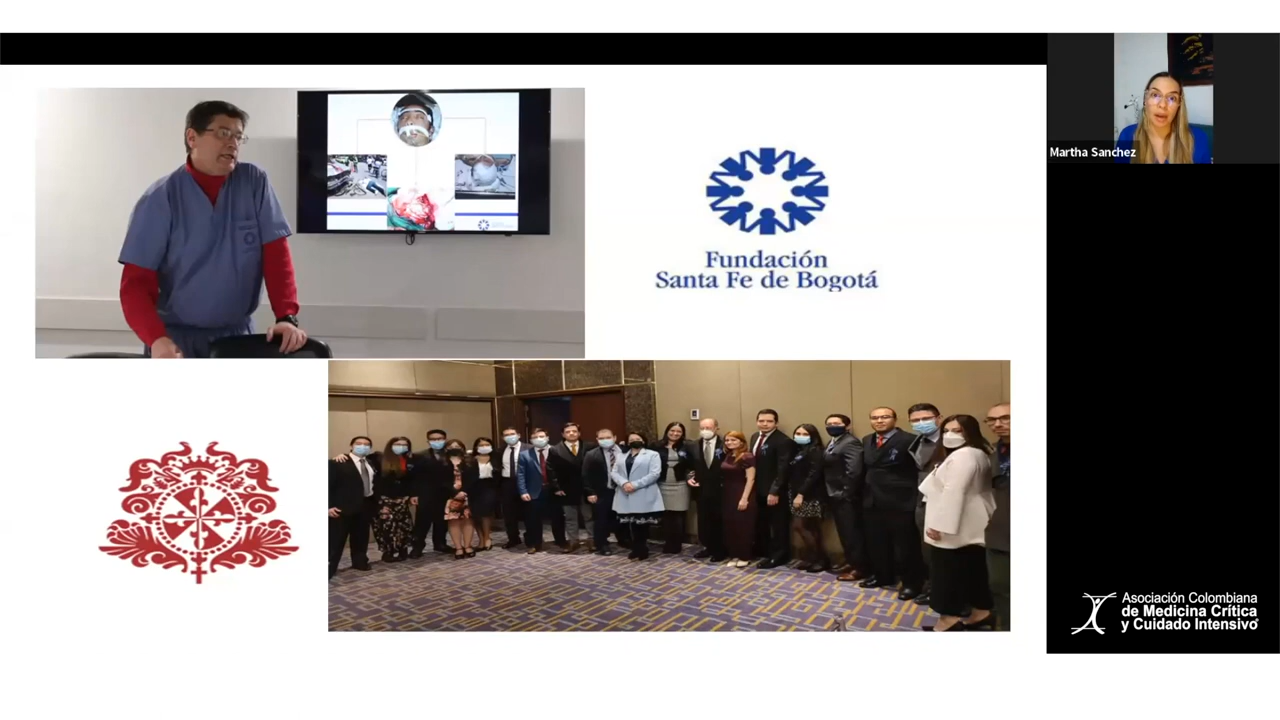 Martha Sanchez
Fundación
Santa Fe de Bogotá
Asociación Colombiana
de Medicina Crítica
y Cuidado Intensivo